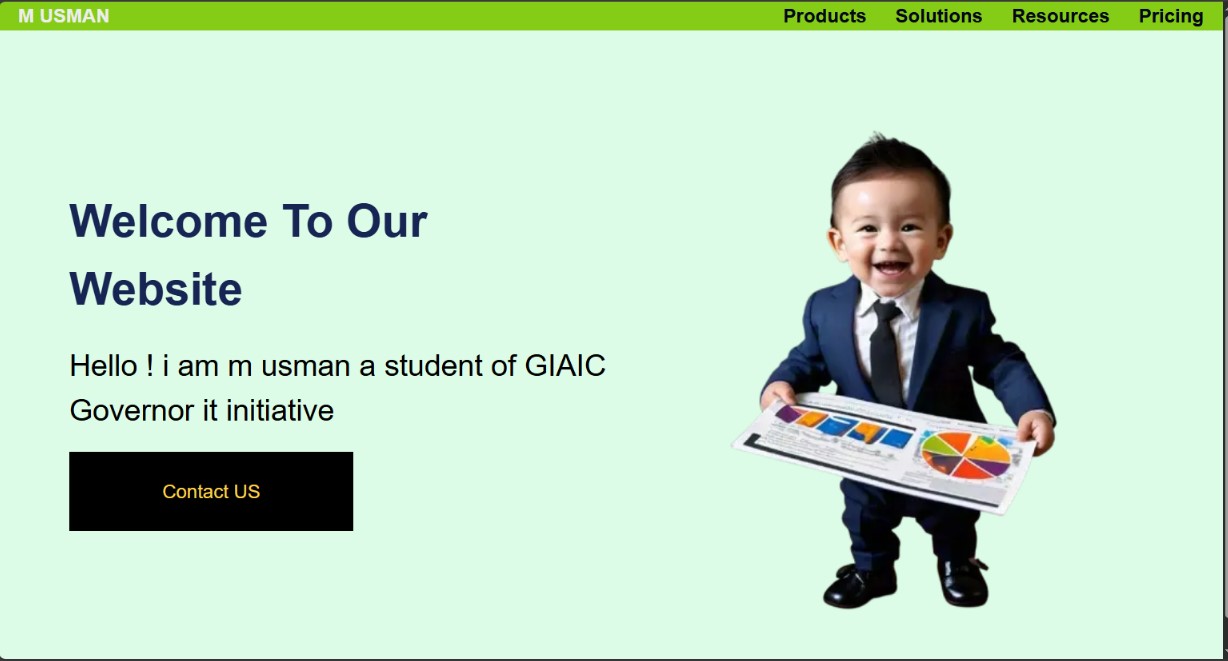 M USMAN
Products Solutions Resources Pricing
Welcome To Our
Website
Hello ! i am m usman a student of GIAIC
Governor it initiative
Contact US